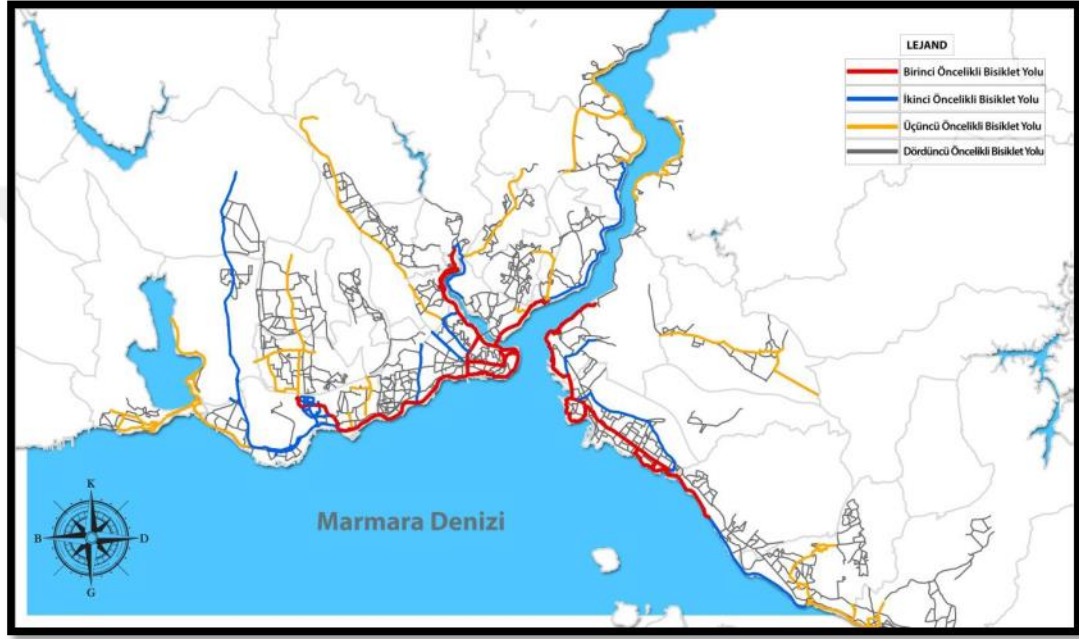 LEJAND
Birinci Öncelikli Bisiklet Yolu
İkinci Öncelikli Bisiklet Yolu
Üçüncü Öncelikli Bisiklet Yolu
Dördüncü Öncelikli Bisiklet Yolu
Marmara Denizi
K
B
D
G